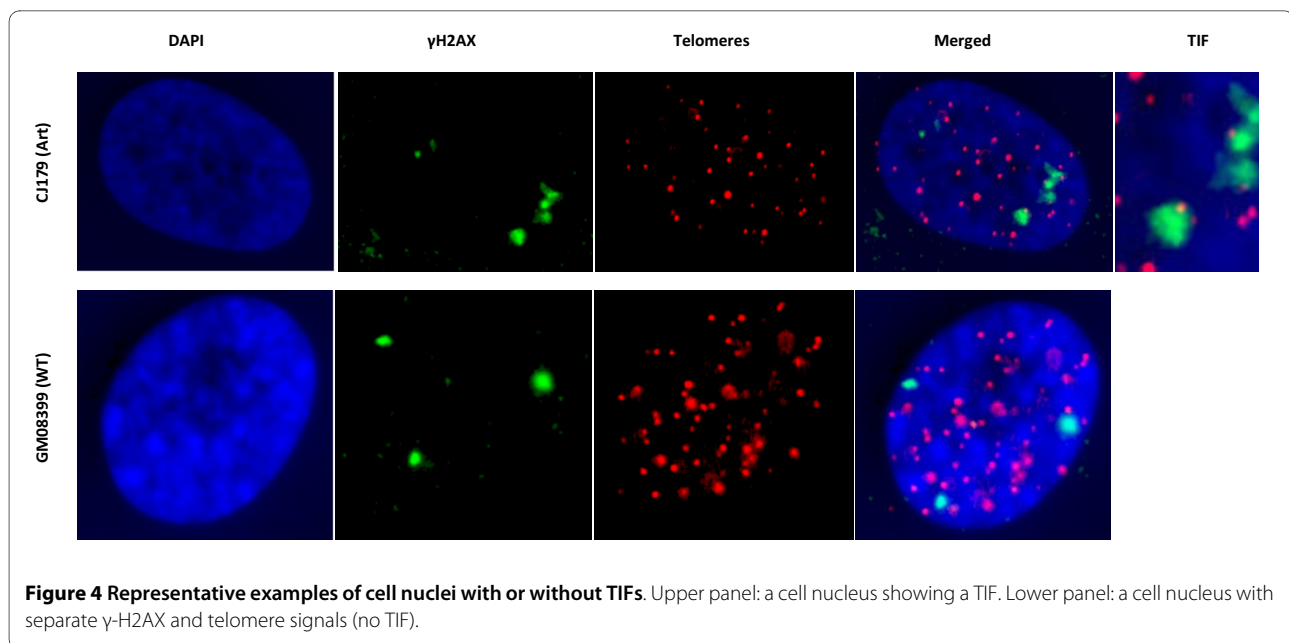 DAPI γH2AX Telomeres Merged TIF
CJ179 (Art)
GM08399 (WT)
Figure 4 Representative examples of cell nuclei with or without TIFs. Upper panel: a cell nucleus showing a TIF. Lower panel: a cell nucleus with
separate γ-H2AX and telomere signals (no TIF).